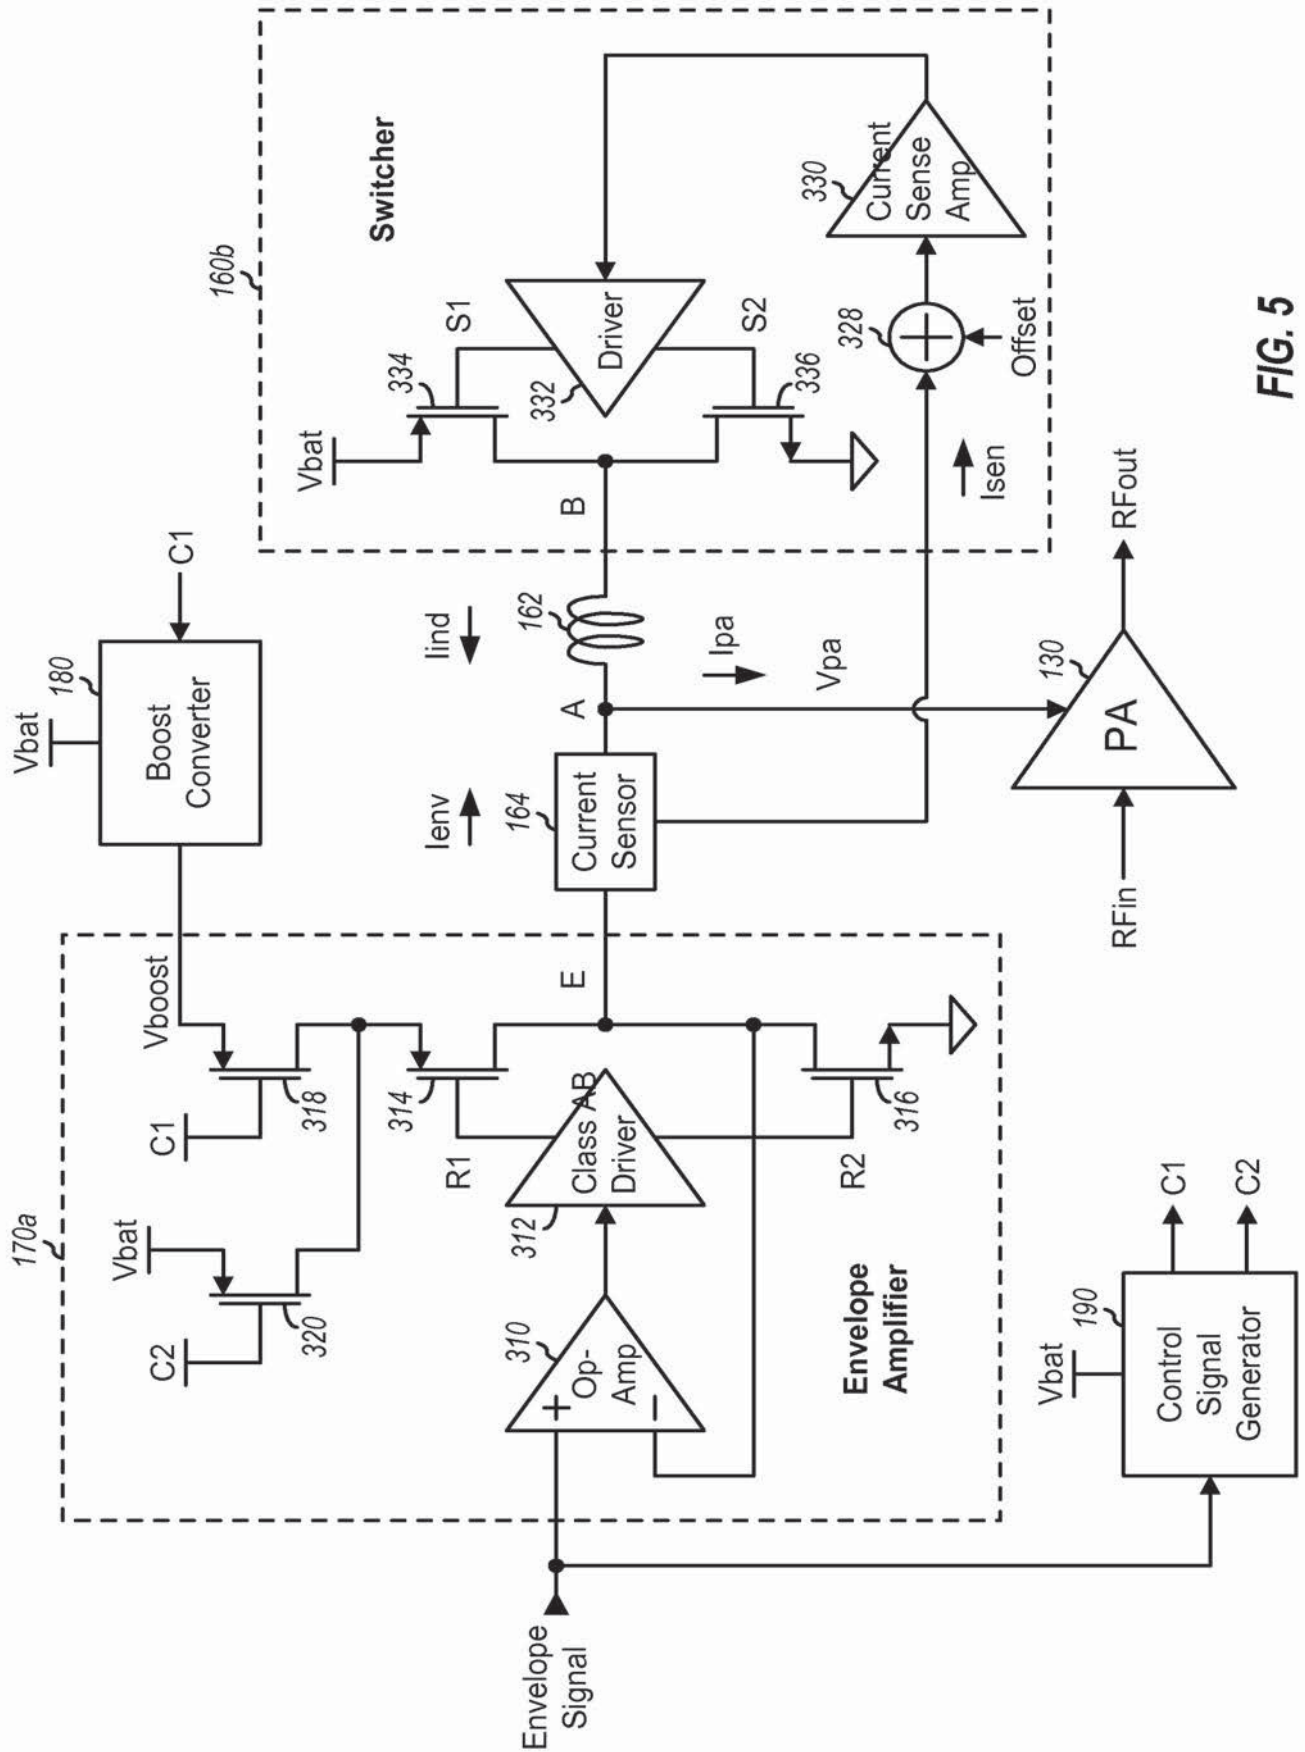 Vbat
180
Boost
Converter
C1
170a
Vbat
C2
320
C1
318
Vboost
R1
314
Class AB
Driver
312
310
Op-
Amp
+
−
R2
316
E
Envelope
Amplifier
Envelope
Signal
Ienv
164
Current
Sensor
A
Iind
162
Ipa
Vpa
160b
Switcher
Vbat
334
S1
B
332
Driver
S2
336
Isen
328
Offset
330
Current
Sense
Amp
Vbat
190
Control
Signal
Generator
C1
C2
RFin
130
PA
RFout
FIG. 5